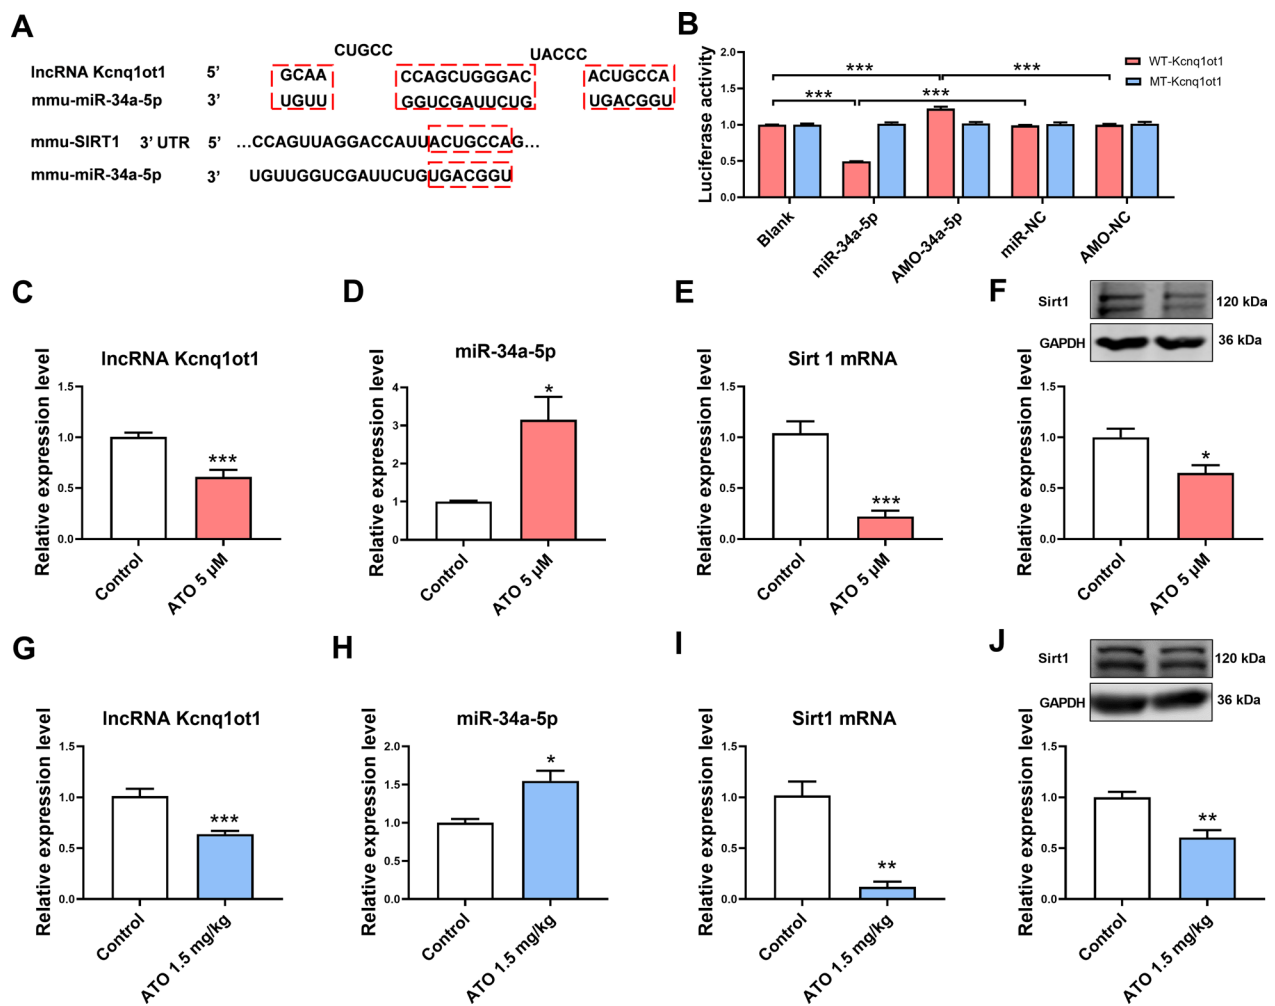 A
CUGCC UACCC
lncRNA Kcnq1ot1 5’ GCAA CCAGCUGGGAC ACUGCCA
mmu-miR-34a-5p 3’ UGUU GGUCGAUUCUG UGACGGU
mmu-SIRT1 3’ UTR 5’ ...CCAGUUAGGACCAUUACUGCCAG...
mmu-miR-34a-5p 3’ UGUUGGUCGAUUCUGUGACGGU
B
Luciferase activity
2.0
1.5
1.0
0.5
0.0
*** ***
*** ***
WT-Kcnq1ot1
MT-Kcnq1ot1
Blank
miR-34a-5p
AMO-34a-5p
miR-NC
AMO-NC
C
lncRNA Kcnq1ot1
Relative expression level
1.5
1.0
0.5
0.0
***
Control
ATO 5 μM
D
miR-34a-5p
Relative expression level
4
3
2
1
0
*
Control
ATO 5 μM
E
Sirt 1 mRNA
Relative expression level
1.5
1.0
0.5
0.0
***
Control
ATO 5 μM
F
Sirt1 120 kDa
GAPDH 36 kDa
Relative expression level
1.5
1.0
0.5
0.0
*
Control
ATO 5 μM
G
lncRNA Kcnq1ot1
Relative expression level
1.5
1.0
0.5
0.0
***
Control
ATO 1.5 mg/kg
H
miR-34a-5p
Relative expression level
2.0
1.5
1.0
0.5
0.0
*
Control
ATO 1.5 mg/kg
I
Sirt1 mRNA
Relative expression level
1.5
1.0
0.5
0.0
**
Control
ATO 1.5 mg/kg
J
Sirt1 120 kDa
GAPDH 36 kDa
Relative expression level
1.5
1.0
0.5
0.0
**
Control
ATO 1.5 mg/kg